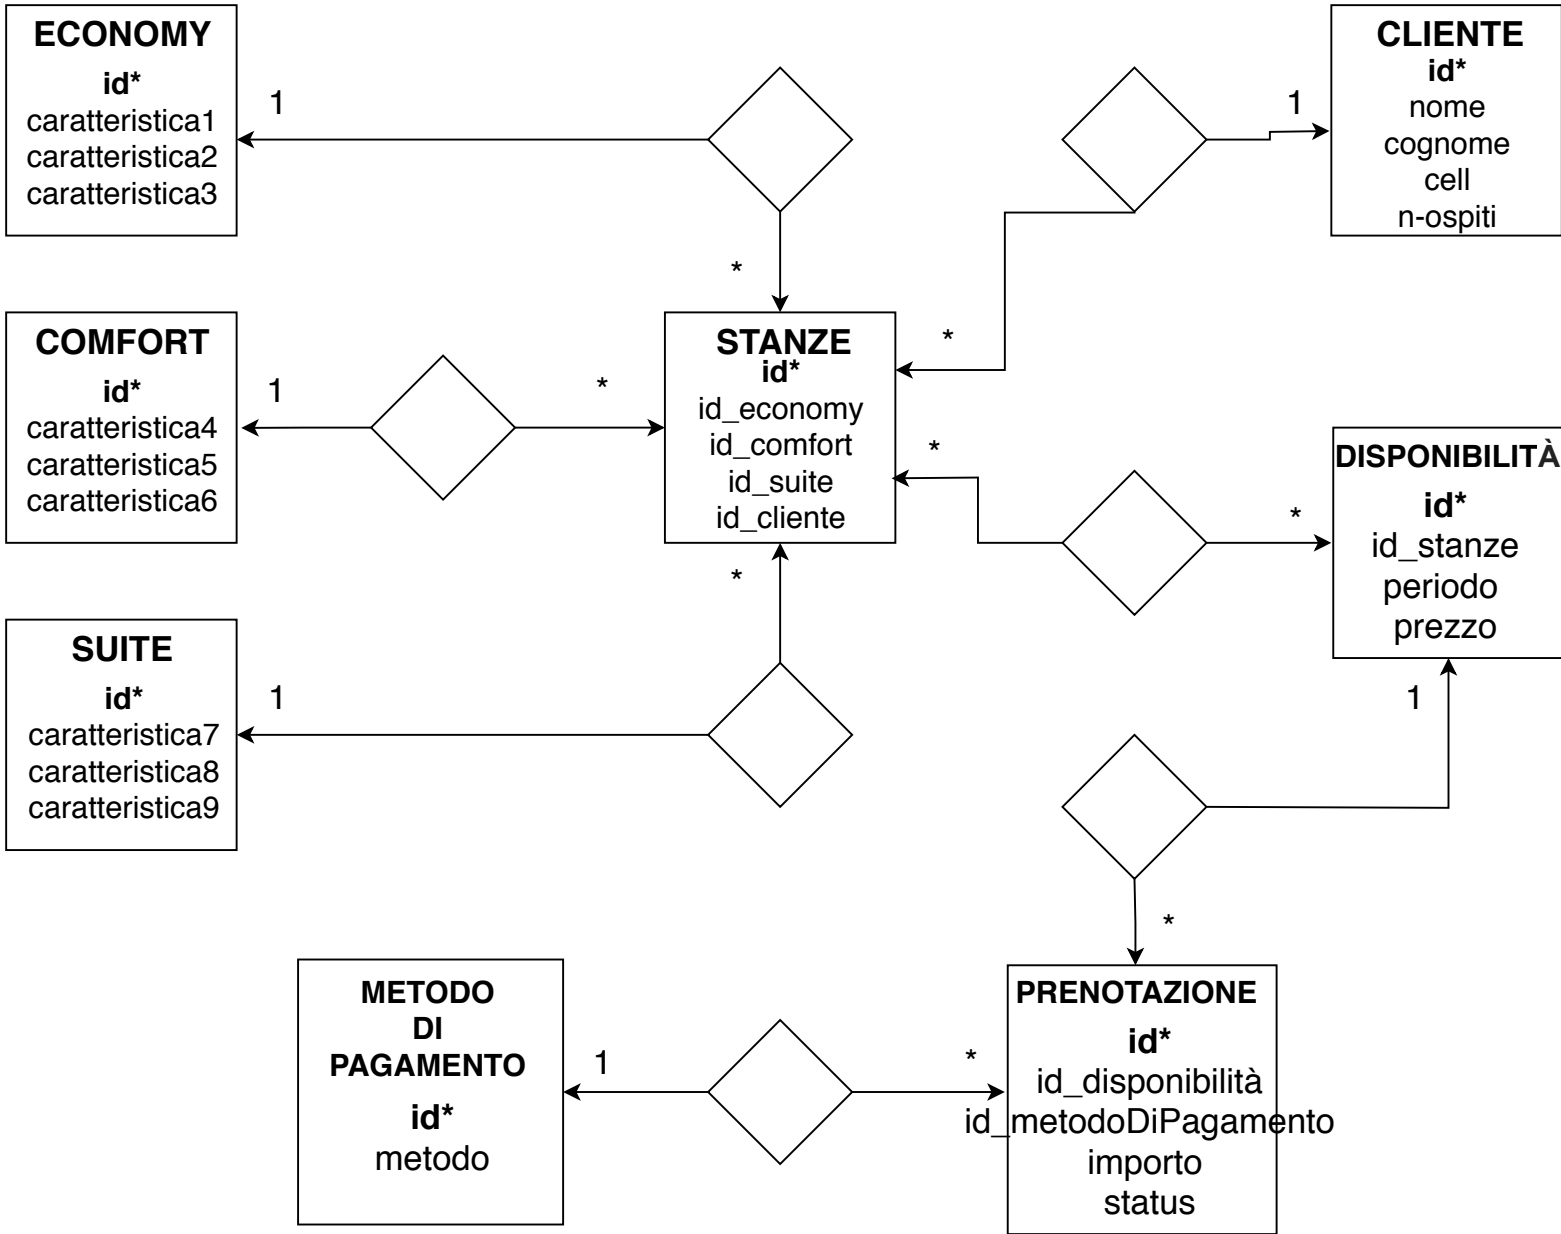 ECONOMY
id*
caratteristica1
caratteristica2
caratteristica3
1
*
CLIENTE
id*
nome
cognome
cell
n-ospiti
1
*
COMFORT
id*
caratteristica4
caratteristica5
caratteristica6
1
*
STANZE
id*
id_economy
id_comfort
id_suite
id_cliente
*
*
DISPONIBILITÀ
id*
id_stanze
periodo
prezzo
1
SUITE
id*
caratteristica7
caratteristica8
caratteristica9
1
*
METODO
DI
PAGAMENTO
id*
metodo
1
*
*
PRENOTAZIONE
id*
id_disponibilità
id_metodoDiPagamento
importo
status